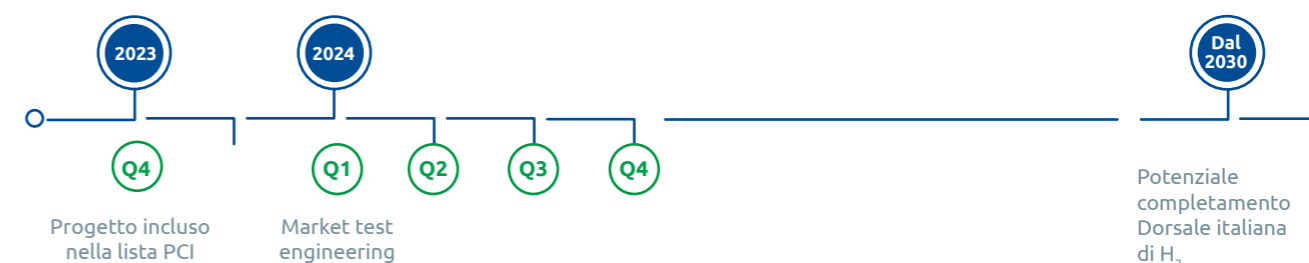 2023
2024
Dal
2030
Q4
Q1
Q2
Q3
Q4
Progetto incluso
nella lista PCI
Market test
engineering
Potenziale
completamento
Dorsale italiana
di H₂